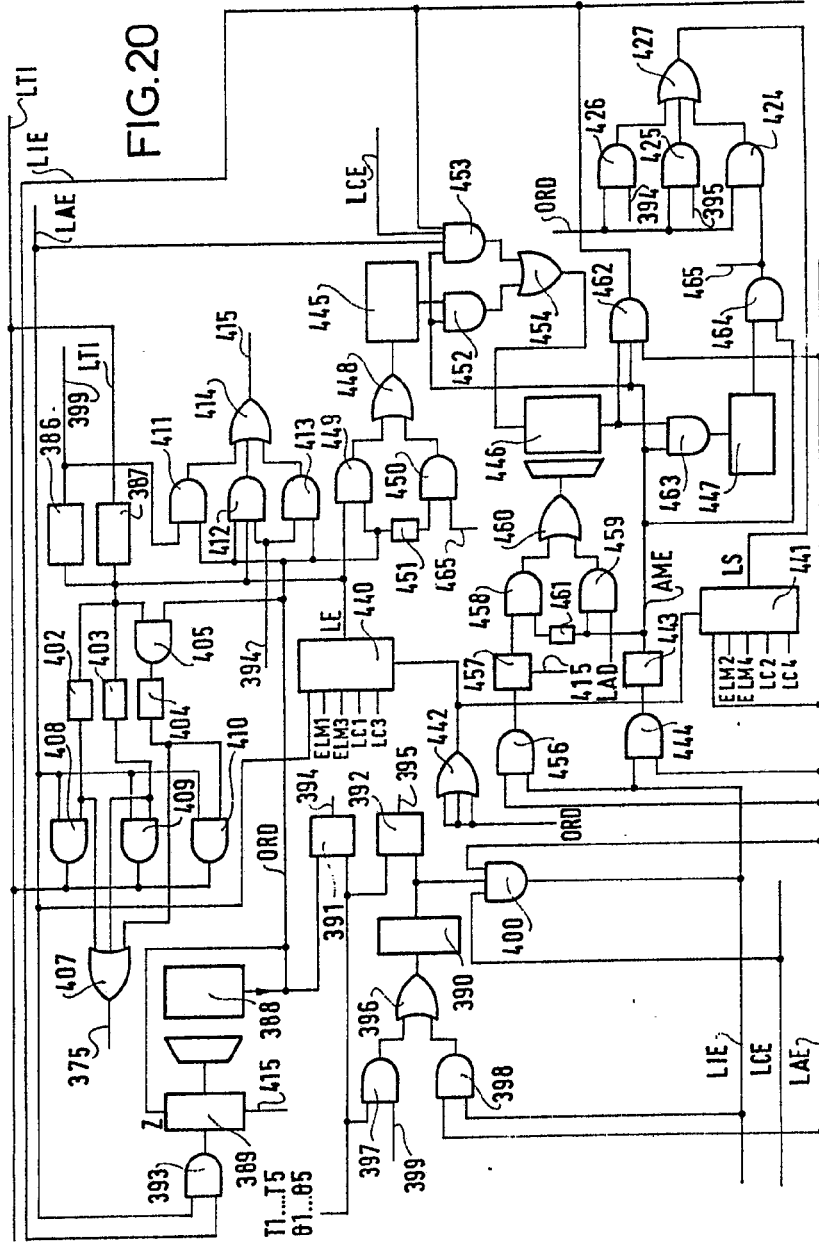 FIG.20
LTI
LIE
LAE
386
399
LTI
387
402
403
405
404
408
409
410
407
375
411
412
413
414
415
LCE
453
445
452
454
448
449
450
451
465
394
LE
440
ELM1
ELM3
LC1
LC3
ORD
388
Z
389
415
393
T1....T5
θ1...θ5
391
394
392
395
396
390
397
398
399
400
442
ORD
446
460
458
459
461
457
415
LAD
456
443
444
AME
462
463
447
464
465
ORD
426
394
425
395
424
427
LS
441
ELM2
ELM4
LC2
LC4
LIE
LCE
LAE